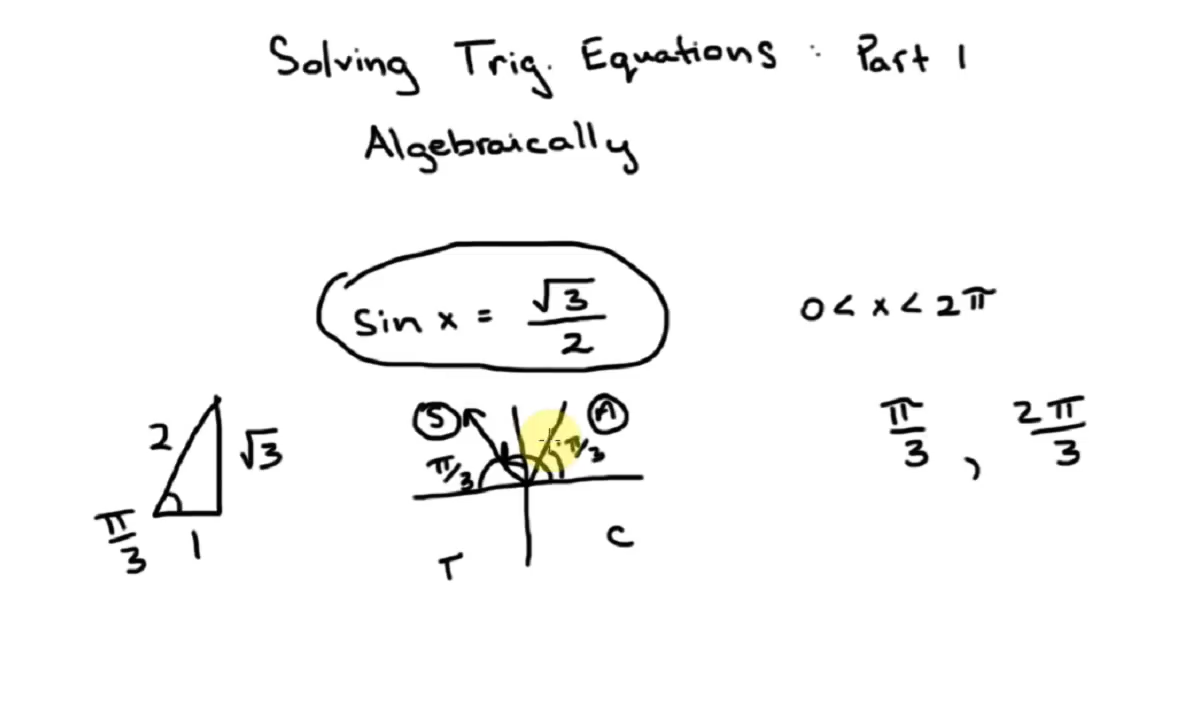 Solving Trig. Equations : Part 1
Algebraically
sin x = √3/2
0 < x < 2π
2
√3
π/3
1
S
A
π/3
π/3
T
C
π/3 , 2π/3